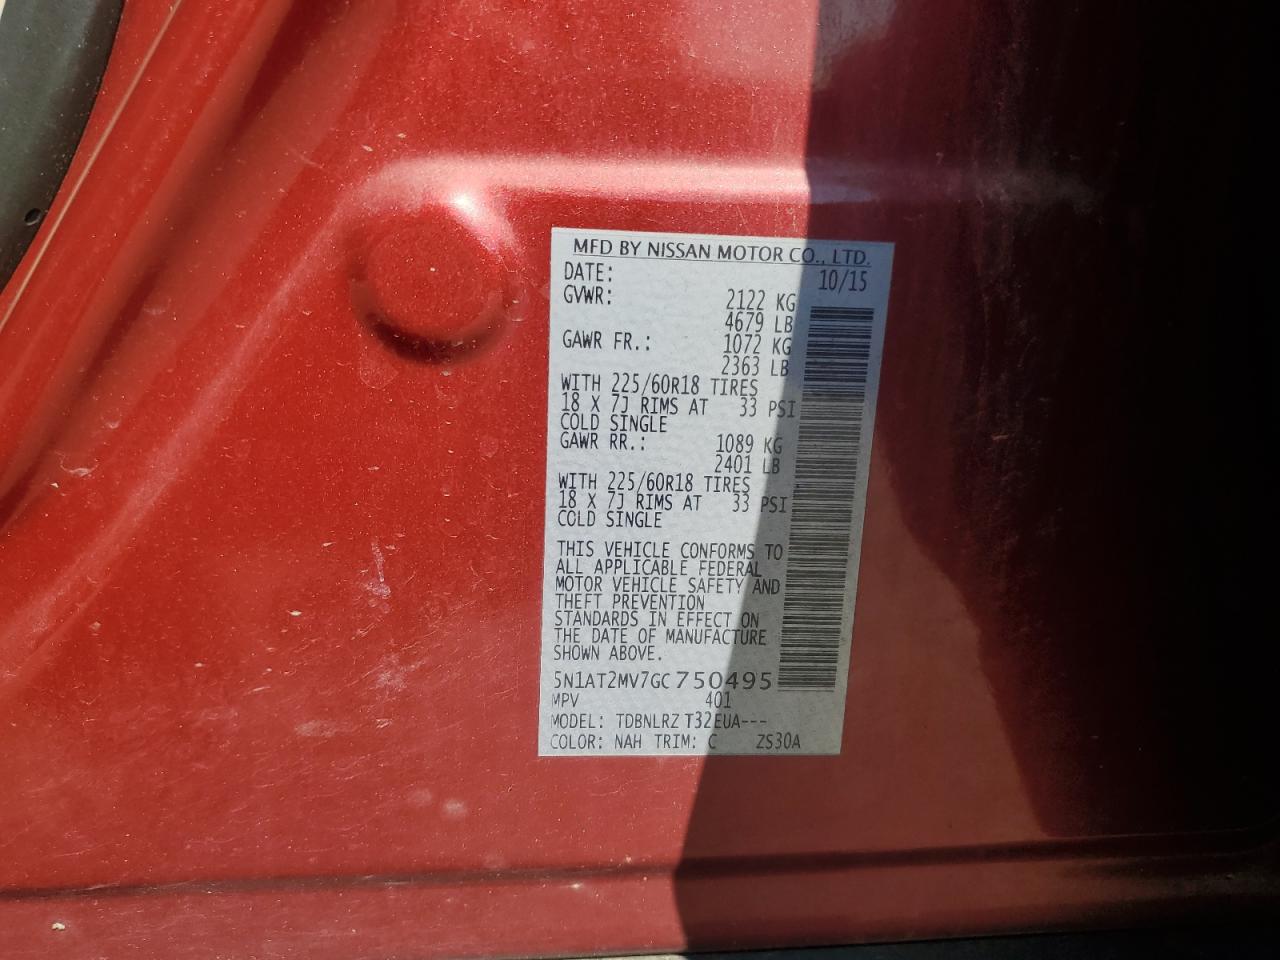 MFD BY NISSAN MOTOR CO., LTD.
DATE: 10/15
GVWR: 2122 KG
4679 LB
GAWR FR.: 1072 KG
2363 LB
WITH 225/60R18 TIRES
18 X 7J RIMS AT 33 PSI
COLD SINGLE
GAWR RR.: 1089 KG
2401 LB
WITH 225/60R18 TIRES
18 X 7J RIMS AT 33 PSI
COLD SINGLE
THIS VEHICLE CONFORMS TO
ALL APPLICABLE FEDERAL
MOTOR VEHICLE SAFETY AND
THEFT PREVENTION
STANDARDS IN EFFECT ON
THE DATE OF MANUFACTURE
SHOWN ABOVE.
5N1AT2MV7GC750495
MPV 401
MODEL: TDBNLRZ T32EUA---
COLOR: NAH TRIM: C ZS30A